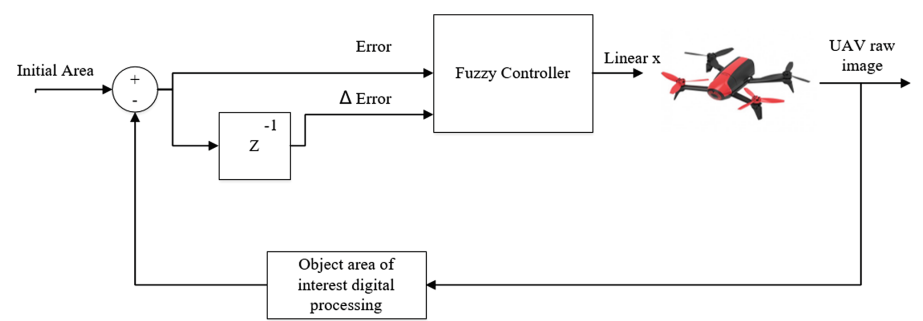 Initial Area
+
-
Error
Δ Error
Z -1
Fuzzy Controller
Linear x
UAV raw
image
Object area of
interest digital
processing